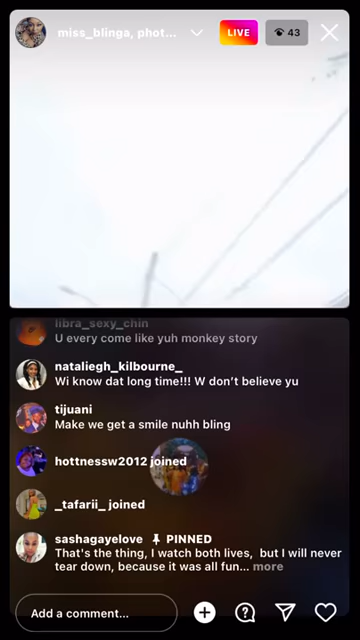 miss_blinga, phot...
LIVE
43
libra_sexy_chin
U every come like yuh monkey story
nataliegh_kilbourne_
Wi know dat long time!!! W don't believe yu
tijuani
Make we get a smile nuhh bling
hottnessw2012 joined
_tafarii_ joined
sashagayelove PINNED
That's the thing, I watch both lives, but I will never
tear down, because it was all fun... more
Add a comment...